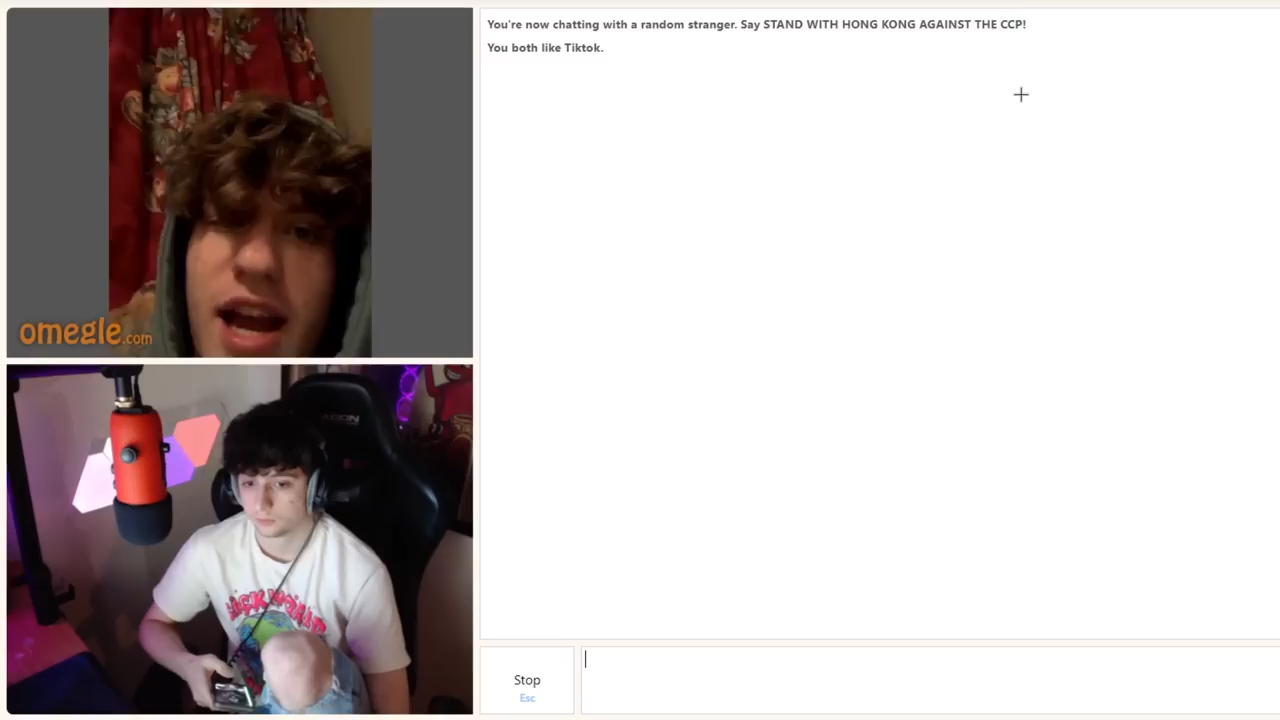 You're now chatting with a random stranger. Say STAND WITH HONG KONG AGAINST THE CCP!
You both like Tiktok.
omegle.com
Stop
Esc